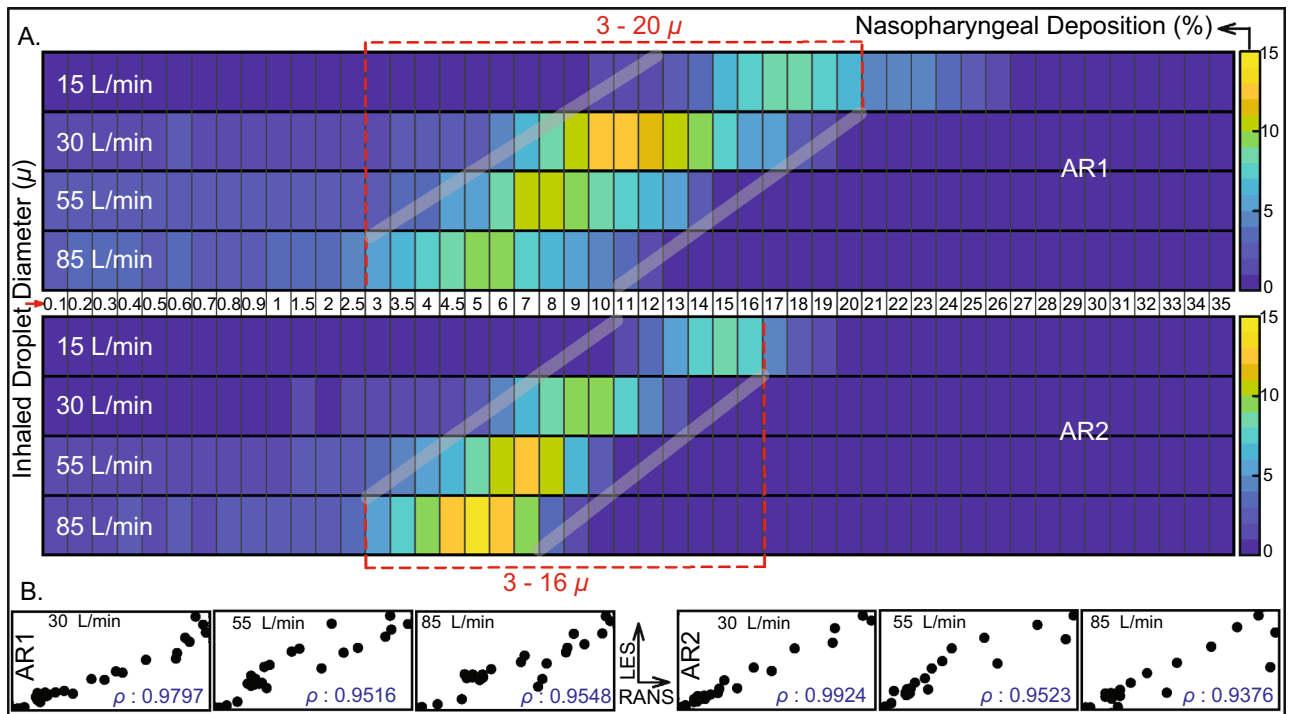 A.
3 - 20 μ
Nasopharyngeal Deposition (%)
Inhaled Droplet Diameter (μ)
15 L/min
30 L/min
55 L/min
85 L/min
AR1
15
10
5
0
0.1 0.2 0.3 0.4 0.5 0.6 0.7 0.8 0.9 1 1.5 2 2.5 3 3.5 4 4.5 5 6 7 8 9 10 11 12 13 14 15 16 17 18 19 20 21 22 23 24 25 26 27 28 29 30 31 32 33 34 35
15 L/min
30 L/min
55 L/min
85 L/min
AR2
15
10
5
0
3 - 16 μ
B.
AR1
30 L/min
ρ : 0.9797
55 L/min
ρ : 0.9516
85 L/min
ρ : 0.9548
LES
RANS
AR2
30 L/min
ρ : 0.9924
55 L/min
ρ : 0.9523
85 L/min
ρ : 0.9376